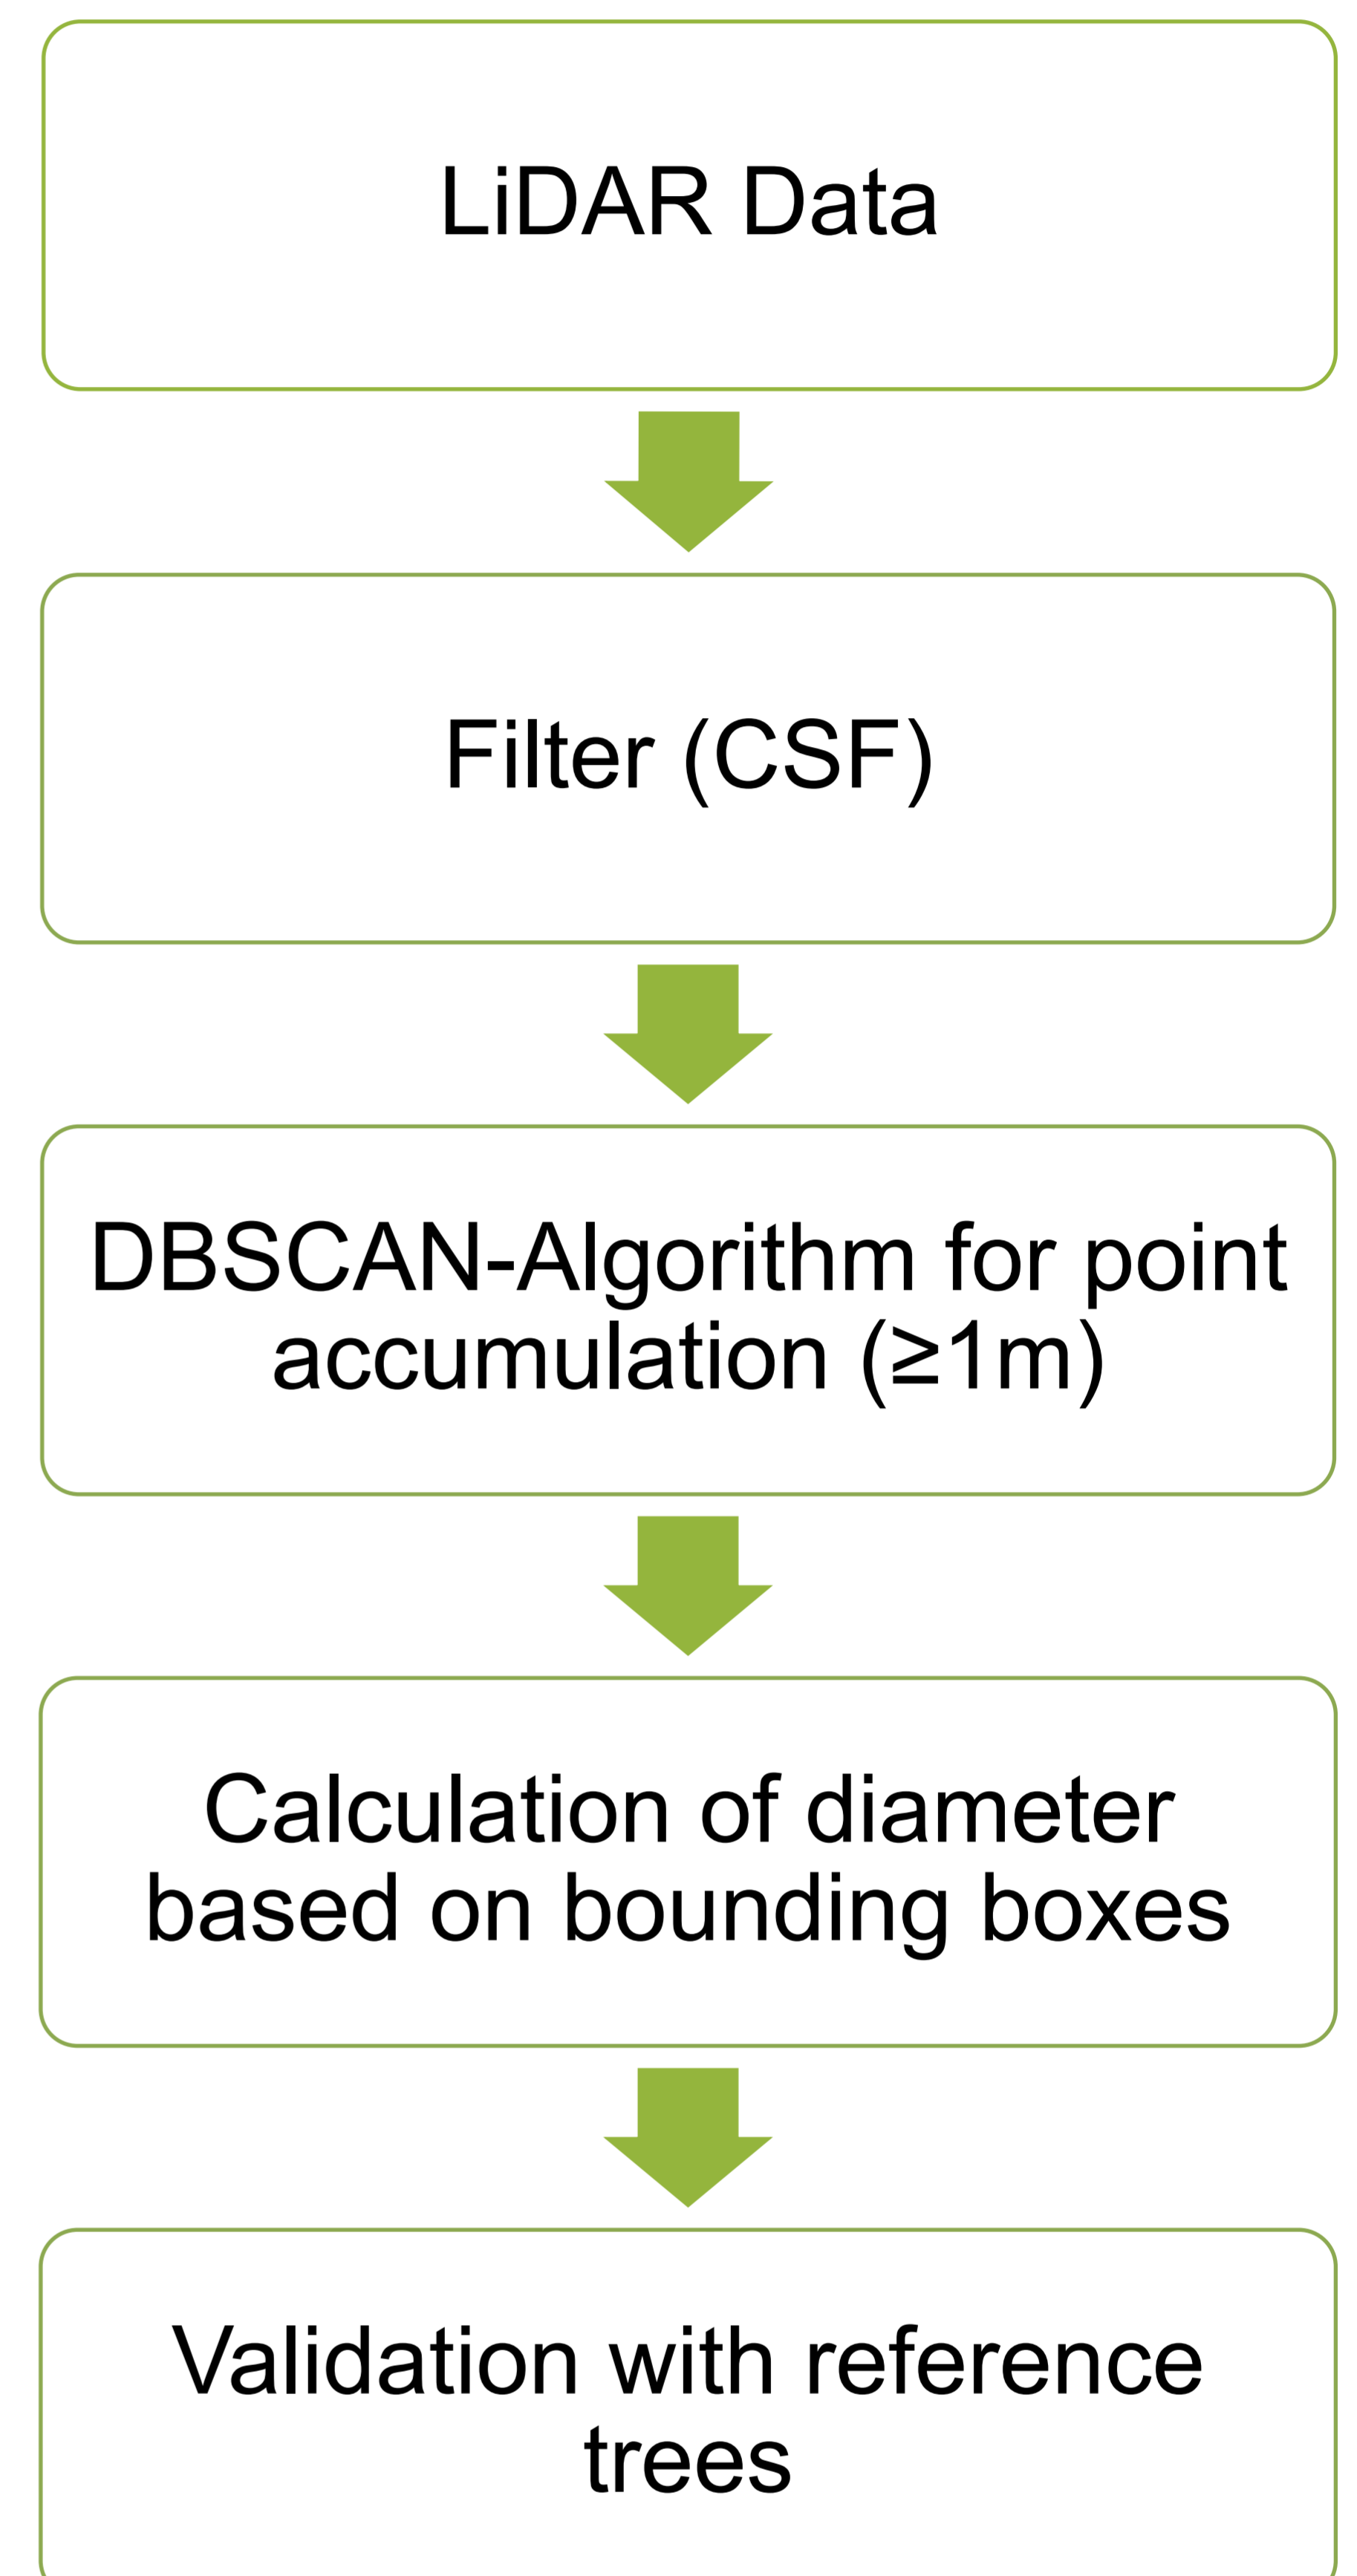 LiDAR Data
Filter (CSF)
DBSCAN-Algorithm for point
accumulation (≥1m)
Calculation of diameter
based on bounding boxes
Validation with reference
trees